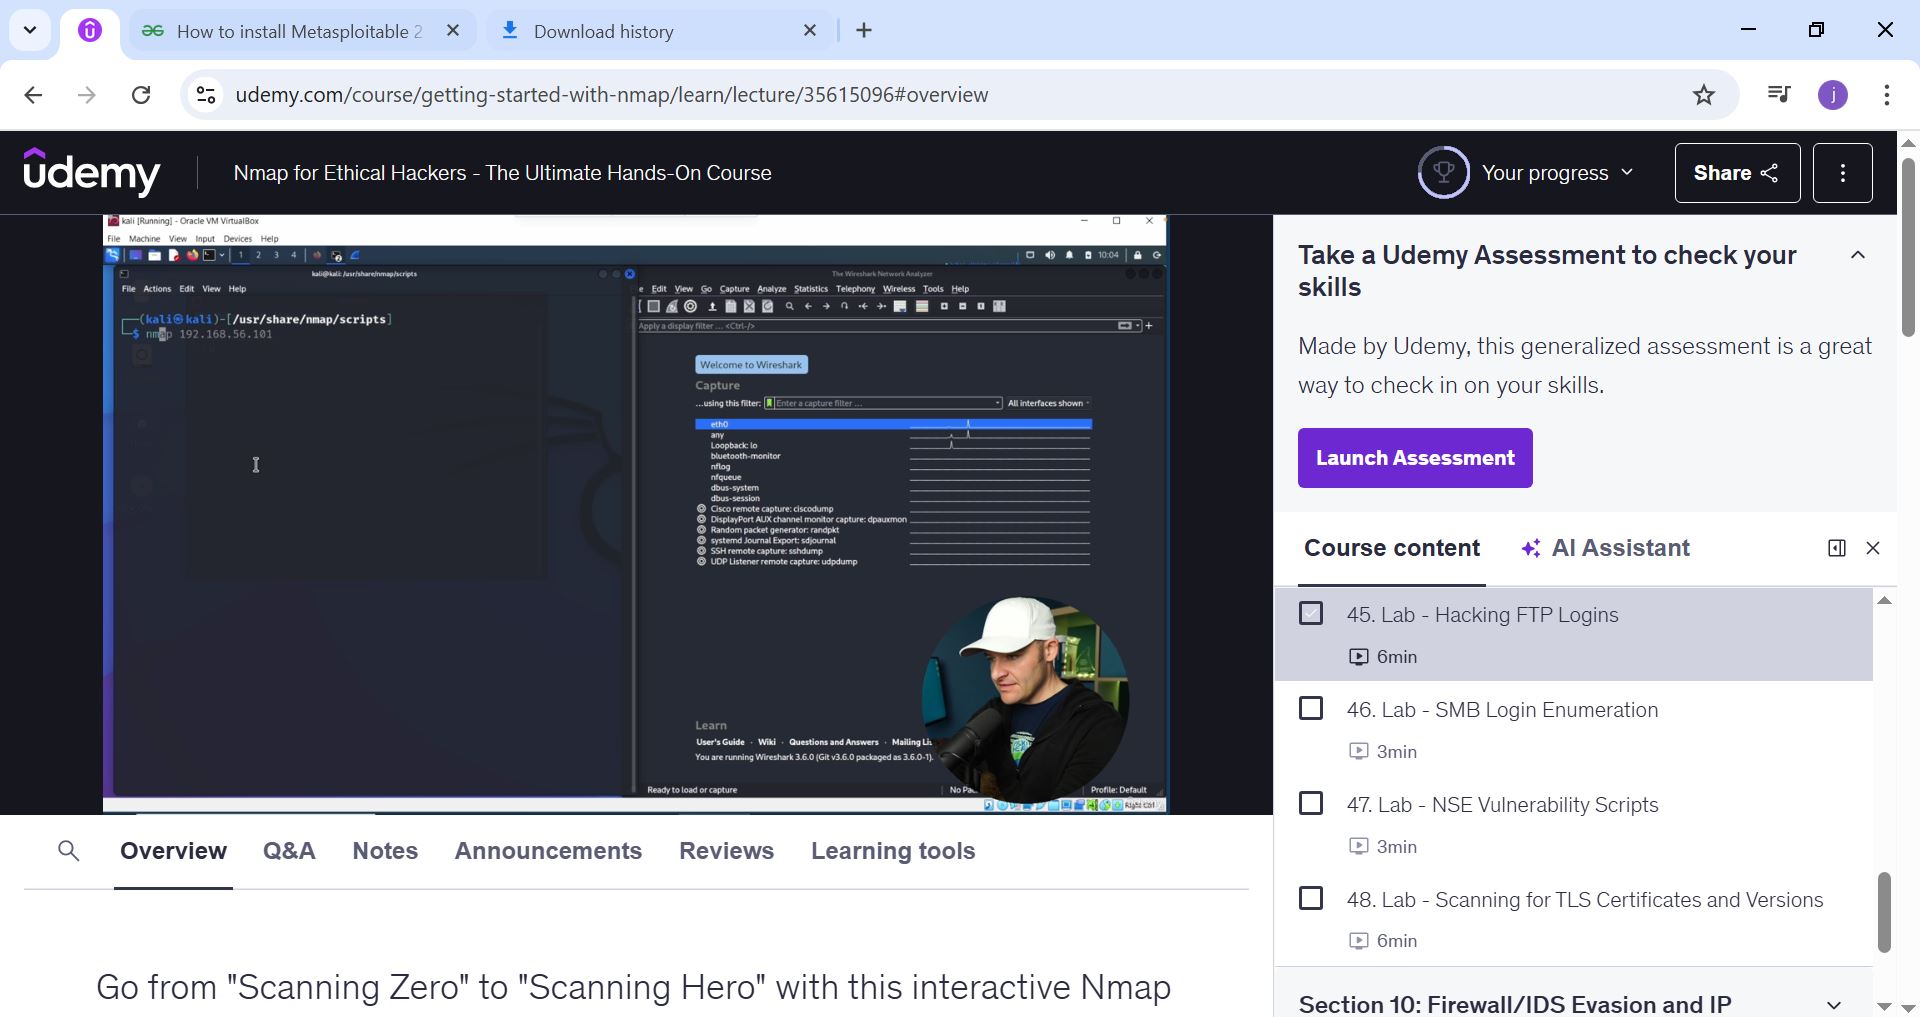 How to install Metasploitable 2
Download history
udemy.com/course/getting-started-with-nmap/learn/lecture/35615096#overview
j
ûdemy
Nmap for Ethical Hackers - The Ultimate Hands-On Course
Your progress
Share
kali [Running] - Oracle VM VirtualBox
File Machine View Input Devices Help
1 2 3 4
10:04
kali@kali: /usr/share/nmap/scripts
File Actions Edit View Help
(kali㉿kali)-[/usr/share/nmap/scripts]
$ nmap 192.168.56.101
The Wireshark Network Analyzer
e Edit View Go Capture Analyze Statistics Telephony Wireless Tools Help
Apply a display filter ... <Ctrl-/>
Welcome to Wireshark
Capture
...using this filter: Enter a capture filter ... All interfaces shown
eth0
any
Loopback: lo
bluetooth-monitor
nflog
nfqueue
dbus-system
dbus-session
Cisco remote capture: ciscodump
DisplayPort AUX channel monitor capture: dpauxmon
Random packet generator: randpkt
systemd Journal Export: sdjournal
SSH remote capture: sshdump
UDP Listener remote capture: udpdump
Learn
User's Guide · Wiki · Questions and Answers · Mailing Li
You are running Wireshark 3.6.0 (Git v3.6.0 packaged as 3.6.0-1).
Ready to load or capture
No Pa
Profile: Default
Right Ctrl
Take a Udemy Assessment to check your
skills
Made by Udemy, this generalized assessment is a great
way to check in on your skills.
Launch Assessment
Course content
AI Assistant
45. Lab - Hacking FTP Logins
6min
46. Lab - SMB Login Enumeration
3min
47. Lab - NSE Vulnerability Scripts
3min
48. Lab - Scanning for TLS Certificates and Versions
6min
Section 10: Firewall/IDS Evasion and IP
Overview
Q&A
Notes
Announcements
Reviews
Learning tools
Go from "Scanning Zero" to "Scanning Hero" with this interactive Nmap